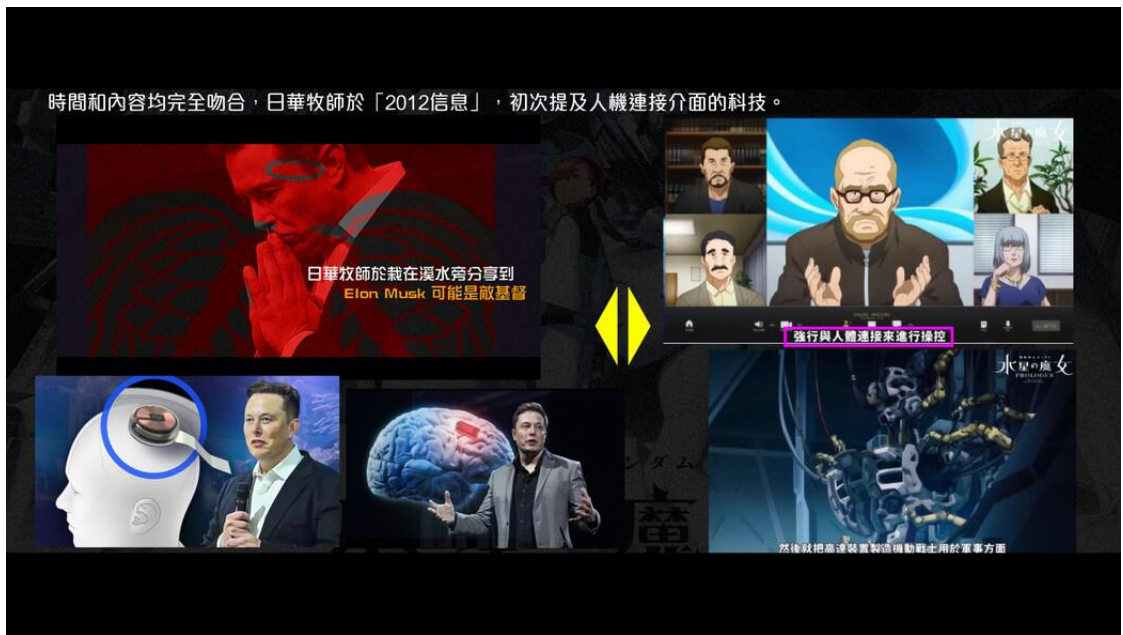 時間和內容均完全吻合，日華牧師於「2012信息」，初次提及人機連接介面的科技。
日華牧師於栽在溪水旁分享到
Elon Musk 可能是敵基督
水星の魔女
強行與人體連接來進行操控
水星の魔女
PROLOGUE
ンダム
然後就把高達裝置製造機動戰士用於軍事方面